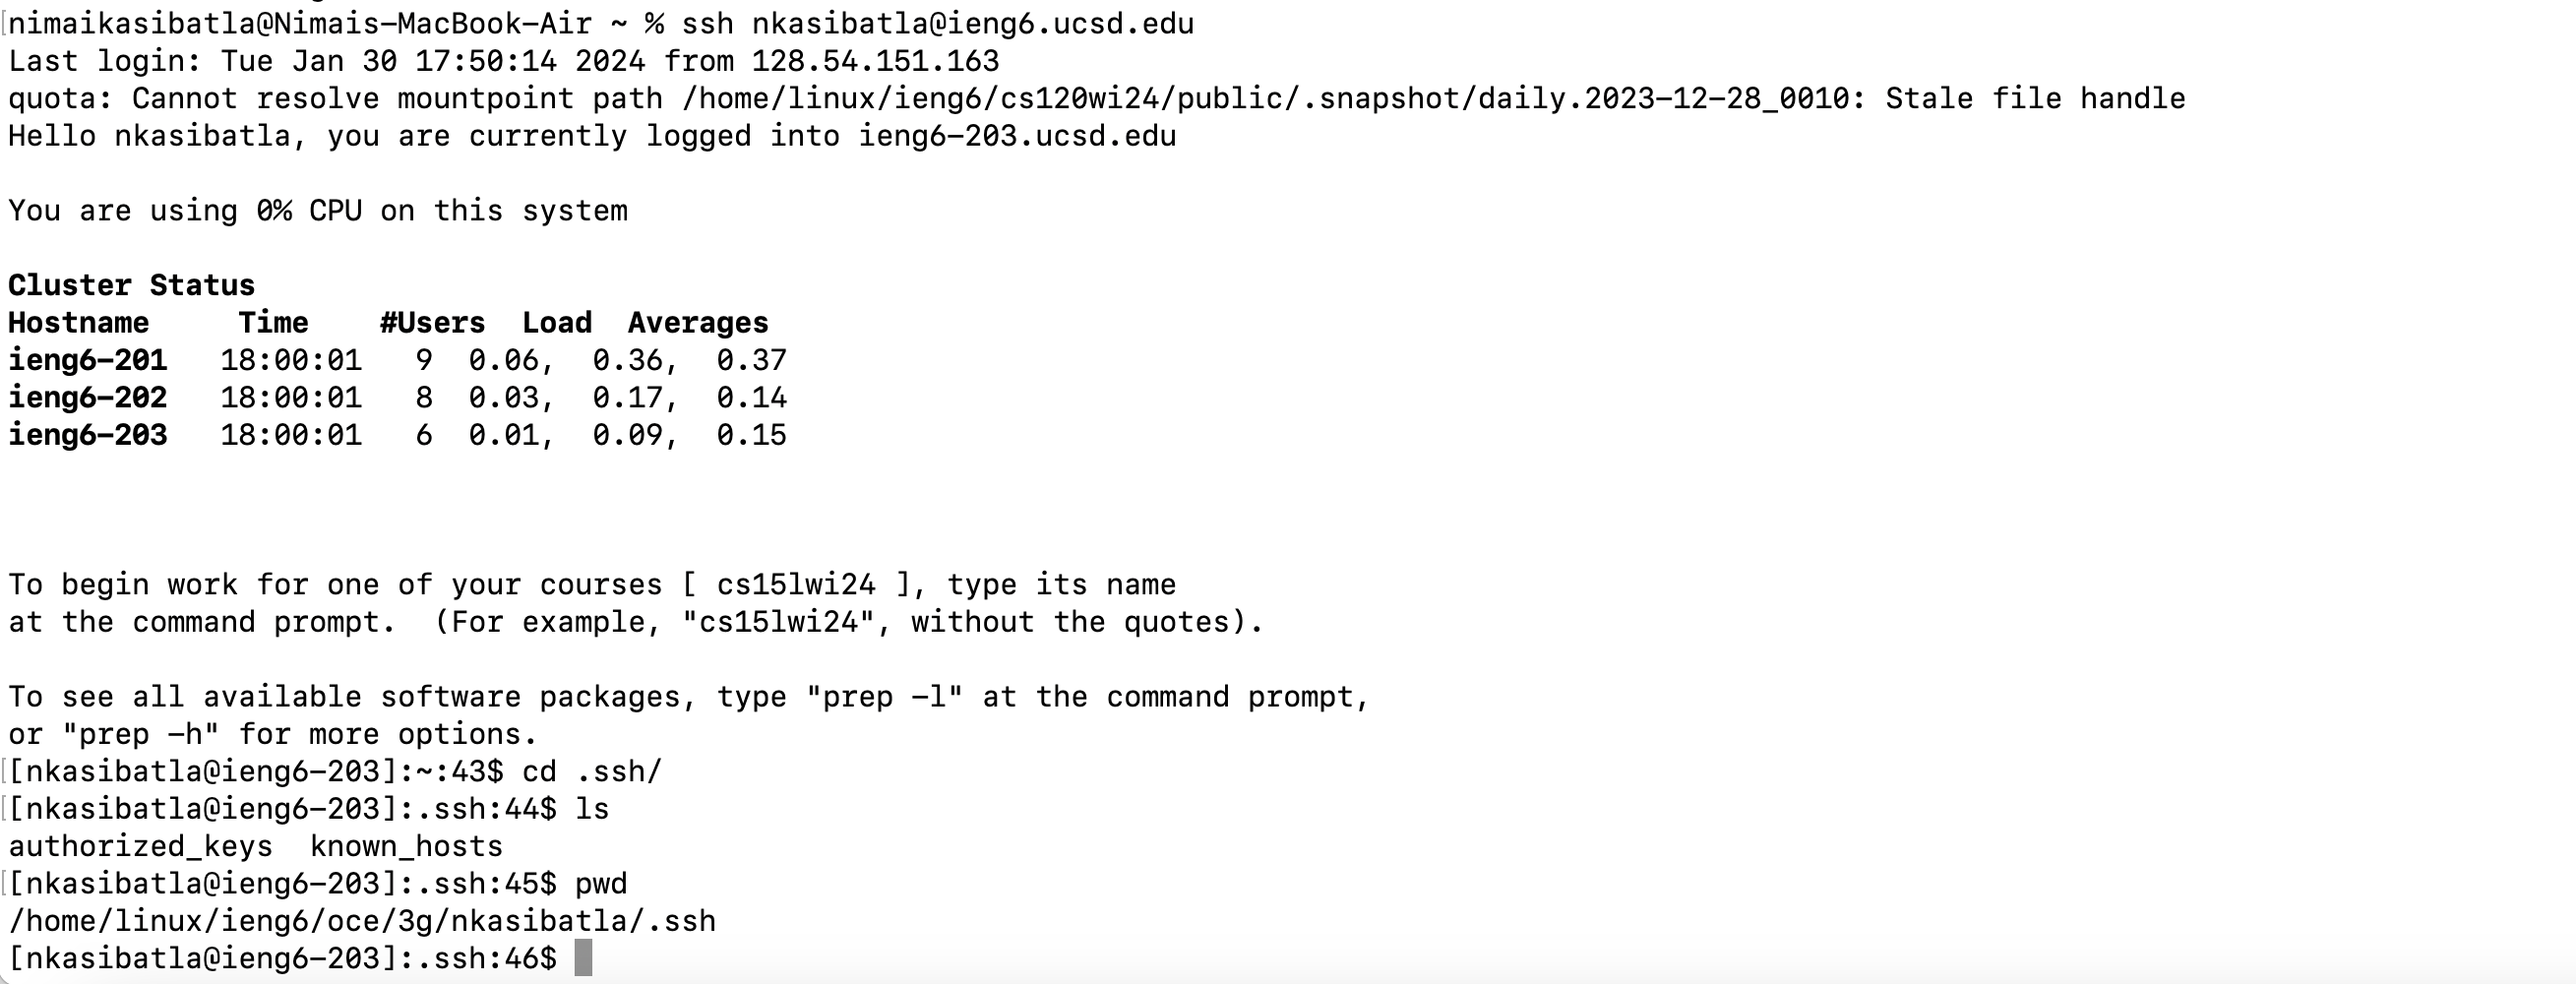 [nimaikasibatla@Nimais-MacBook-Air ~ % ssh nkasibatla@ieng6.ucsd.edu
Last login: Tue Jan 30 17:50:14 2024 from 128.54.151.163
quota: Cannot resolve mountpoint path /home/linux/ieng6/cs120wi24/public/.snapshot/daily.2023-12-28_0010: Stale file handle
Hello nkasibatla, you are currently logged into ieng6-203.ucsd.edu

You are using 0% CPU on this system

Cluster Status
Hostname     Time    #Users  Load  Averages
ieng6-201   18:00:01   9  0.06,  0.36,  0.37
ieng6-202   18:00:01   8  0.03,  0.17,  0.14
ieng6-203   18:00:01   6  0.01,  0.09,  0.15

To begin work for one of your courses [ cs15lwi24 ], type its name
at the command prompt.  (For example, "cs15lwi24", without the quotes).

To see all available software packages, type "prep -l" at the command prompt,
or "prep -h" for more options.
[[nkasibatla@ieng6-203]:~:43$ cd .ssh/
[[nkasibatla@ieng6-203]:.ssh:44$ ls
authorized_keys  known_hosts
[[nkasibatla@ieng6-203]:.ssh:45$ pwd
/home/linux/ieng6/oce/3g/nkasibatla/.ssh
[nkasibatla@ieng6-203]:.ssh:46$